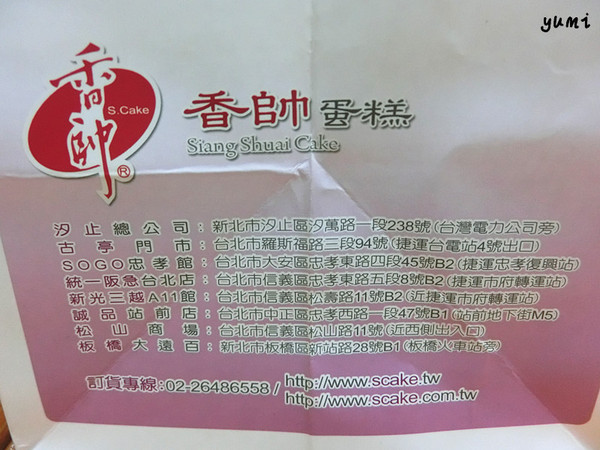 yumi
香帥
S.Cake
®
香帥蛋糕
Siang Shuai Cake
汐止總公司：新北市汐止區汐萬路一段238號(台灣電力公司旁)
古亭門市：台北市羅斯福路三段94號(捷運台電站4號出口)
SOGO忠孝館：台北市大安區忠孝東路四段45號B2(捷運忠孝復興站)
統一阪急台北店：台北市信義區忠孝東路五段8號B2(捷運市府轉運站)
新光三越A11館：台北市信義區松壽路11號B2(近捷運市府轉運站)
誠品站前店：台北市中正區忠孝西路一段47號B1(站前地下街M5)
松山商場：台北市信義區松山路11號(近西側出入口)
板橋大遠百：新北市板橋區新站路28號B1(板橋火車站旁)
訂貨專線:02-26486558/http://www.scake.tw
http://www.scake.com.tw